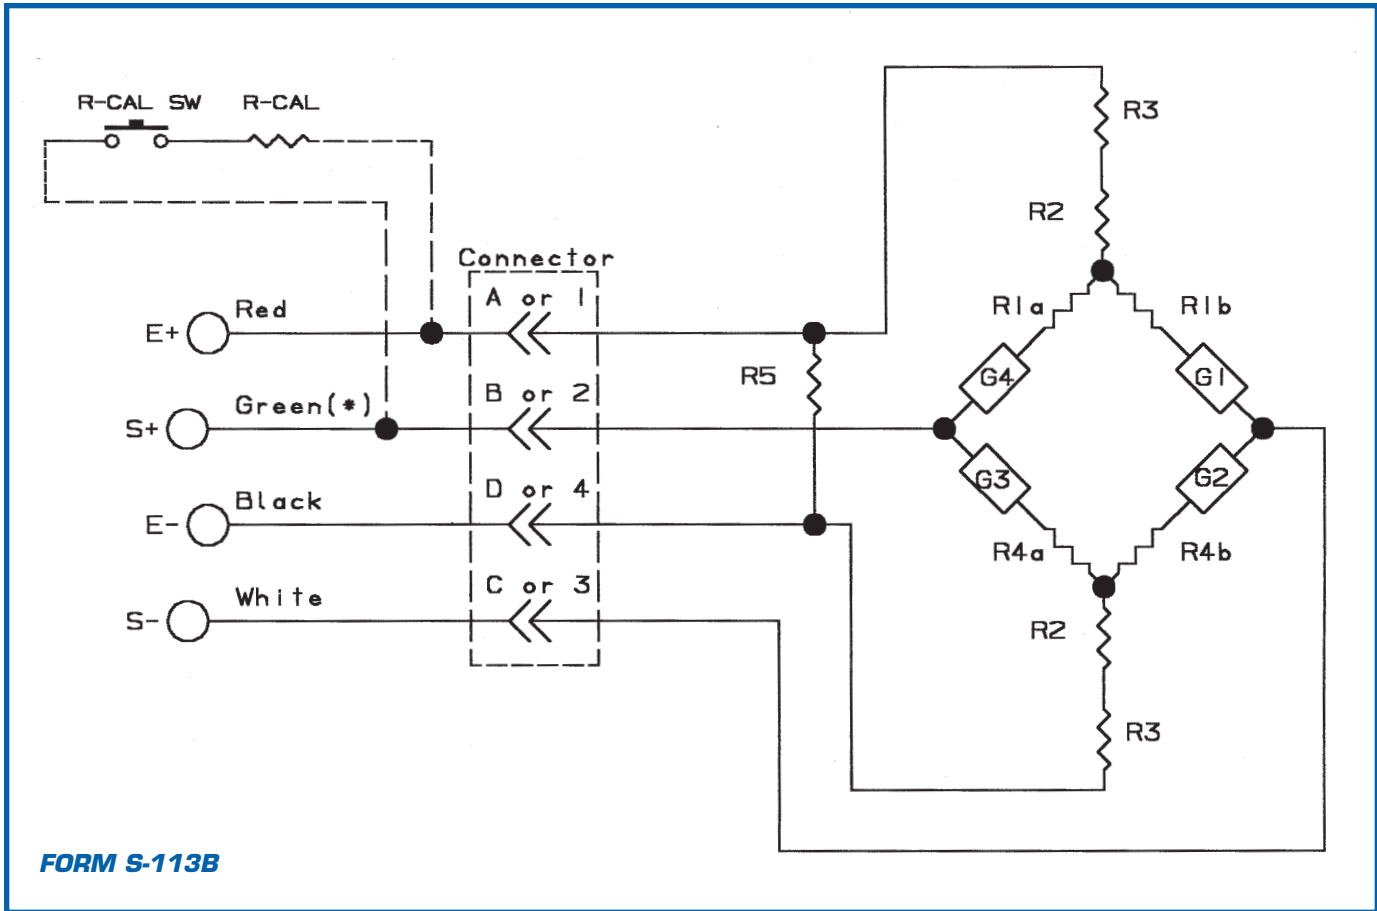 R-CAL SW R-CAL
R3
R2
Connector
A or 1
Red
E+
R1a
R1b
R5
G4
G1
B or 2
Green(*)
S+
D or 4
G3
G2
Black
E-
R4a
R4b
C or 3
White
S-
R2
R3
FORM S-113B